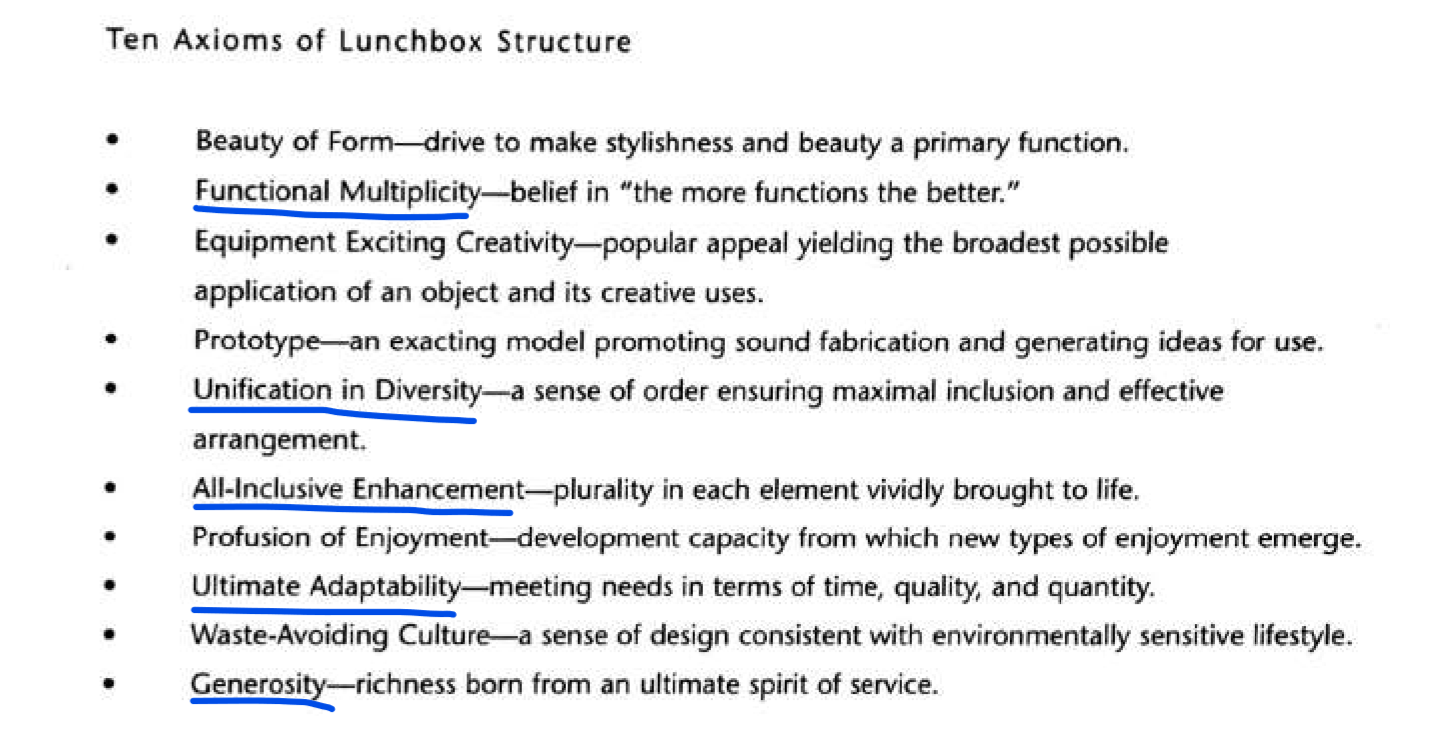 Ten Axioms of Lunchbox Structure
• Beauty of Form—drive to make stylishness and beauty a primary function.
• Functional Multiplicity—belief in “the more functions the better.”
• Equipment Exciting Creativity—popular appeal yielding the broadest possible
application of an object and its creative uses.
• Prototype—an exacting model promoting sound fabrication and generating ideas for use.
• Unification in Diversity—a sense of order ensuring maximal inclusion and effective
arrangement.
• All-Inclusive Enhancement—plurality in each element vividly brought to life.
• Profusion of Enjoyment—development capacity from which new types of enjoyment emerge.
• Ultimate Adaptability—meeting needs in terms of time, quality, and quantity.
• Waste-Avoiding Culture—a sense of design consistent with environmentally sensitive lifestyle.
• Generosity—richness born from an ultimate spirit of service.